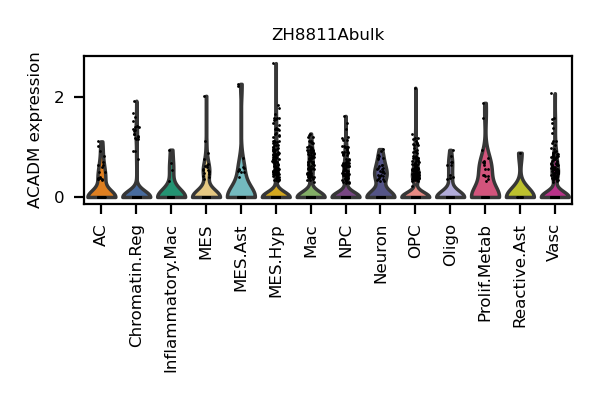 ZH8811Abulk
ACADM expression
2
0
AC
Chromatin.Reg
Inflammatory.Mac
MES
MES.Ast
MES.Hyp
Mac
NPC
Neuron
OPC
Oligo
Prolif.Metab
Reactive.Ast
Vasc